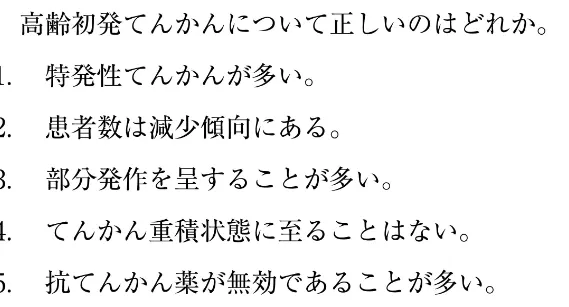 高齢初発てんかんについて正しいのはどれか。
1. 特発性てんかんが多い。
2. 患者数は減少傾向にある。
3. 部分発作を呈することが多い。
4. てんかん重積状態に至ることはない。
5. 抗てんかん薬が無効であることが多い。